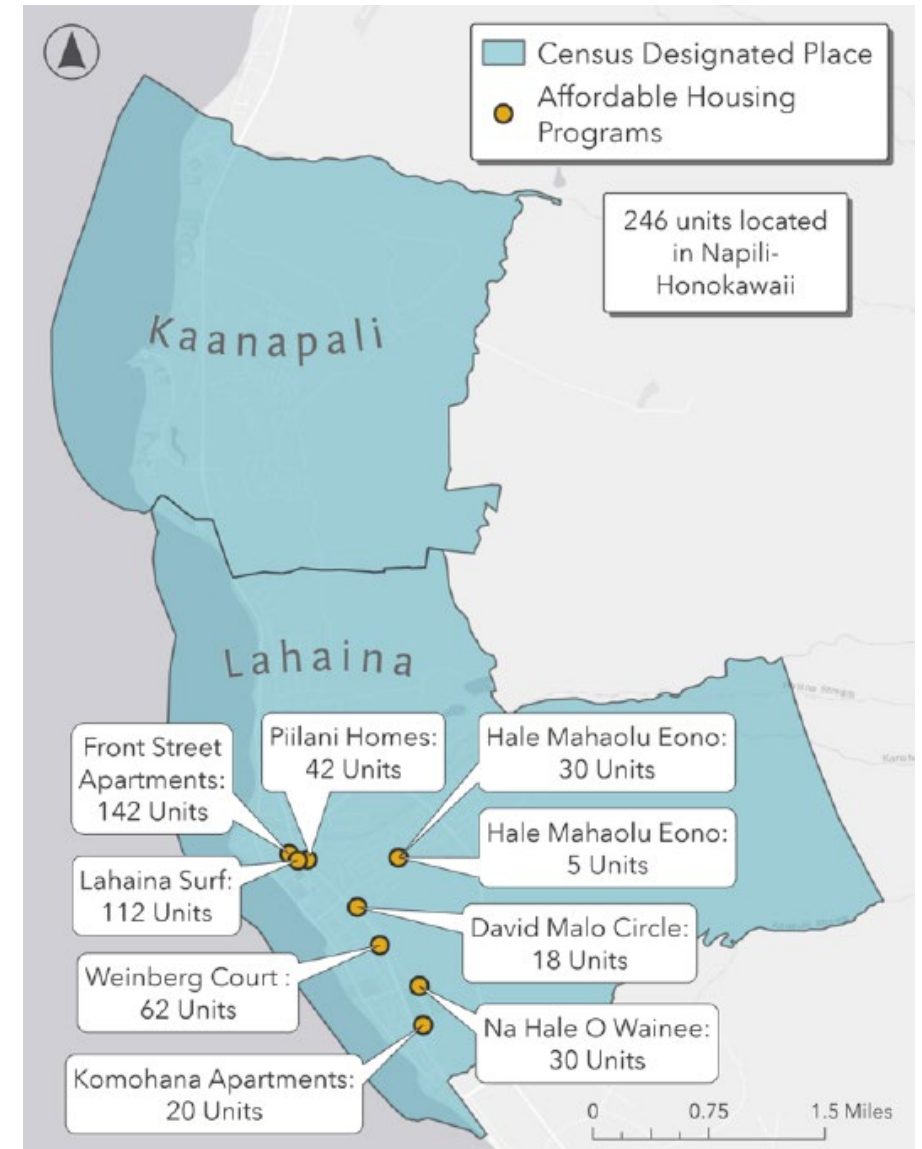 Census Designated Place
Affordable Housing
Programs
246 units located
in Napili-
Honokawaii
Kaanapali
Lahaina
Front Street
Apartments:
142 Units
Piilani Homes:
42 Units
Hale Mahaolu Eono:
30 Units
Hale Mahaolu Eono:
5 Units
Lahaina Surf:
112 Units
David Malo Circle:
18 Units
Weinberg Court :
62 Units
Na Hale O Wainee:
30 Units
Komohana Apartments:
20 Units
0 0.75 1.5 Miles